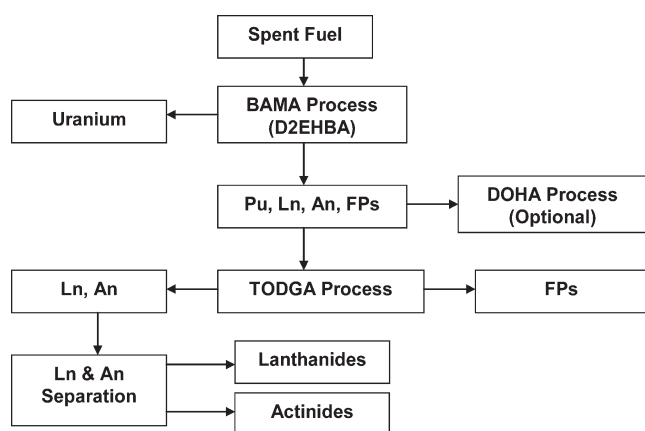 Spent Fuel
BAMA Process
(D2EHBA)
Uranium
Pu, Ln, An, FPs
DOHA Process
(Optional)
Ln, An
TODGA Process
FPs
Ln & An
Separation
Lanthanides
Actinides